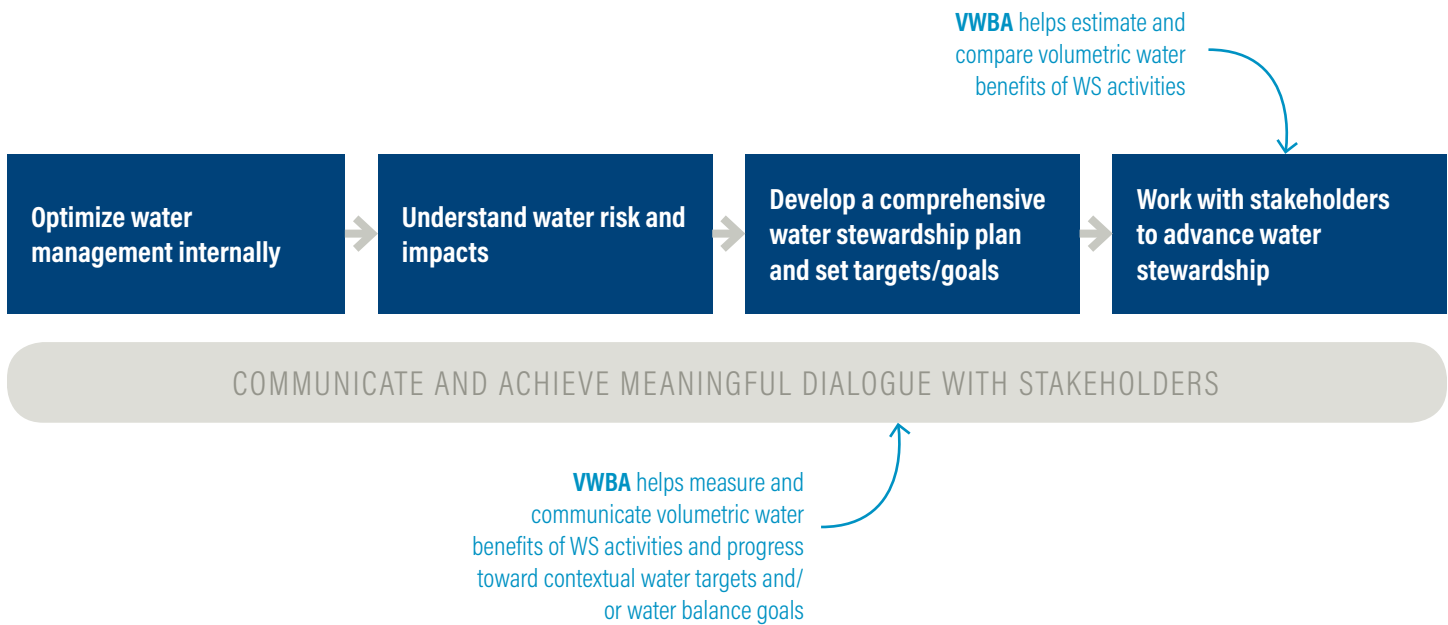 VWBA helps estimate and
compare volumetric water
benefits of WS activities
Optimize water
management internally
Understand water risk and
impacts
Develop a comprehensive
water stewardship plan
and set targets/goals
Work with stakeholders
to advance water
stewardship
COMMUNICATE AND ACHIEVE MEANINGFUL DIALOGUE WITH STAKEHOLDERS
VWBA helps measure and
communicate volumetric water
benefits of WS activities and progress
toward contextual water targets and/
or water balance goals